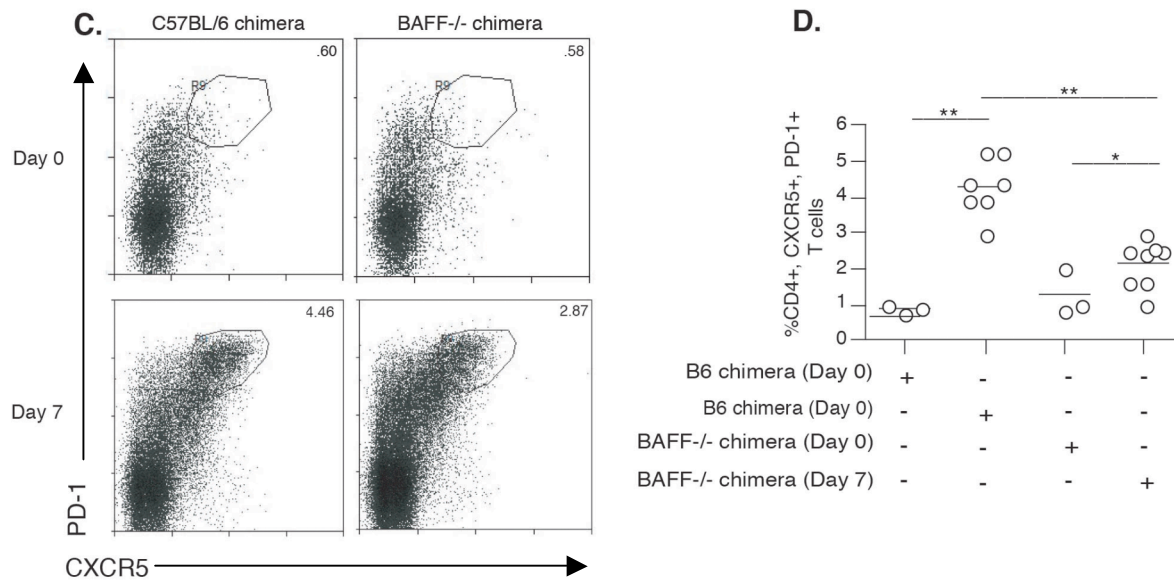 C.
C57BL/6 chimera
BAFF-/- chimera
.60
.58
R9
Day 0
4.46
2.87
Day 7
PD-1
CXCR5
D.
**
**
*
%CD4+, CXCR5+, PD-1+
T cells
6
5
4
3
2
1
0
B6 chimera (Day 0) + - - -
B6 chimera (Day 0) - + - -
BAFF-/- chimera (Day 0) - - + -
BAFF-/- chimera (Day 7) - - - +